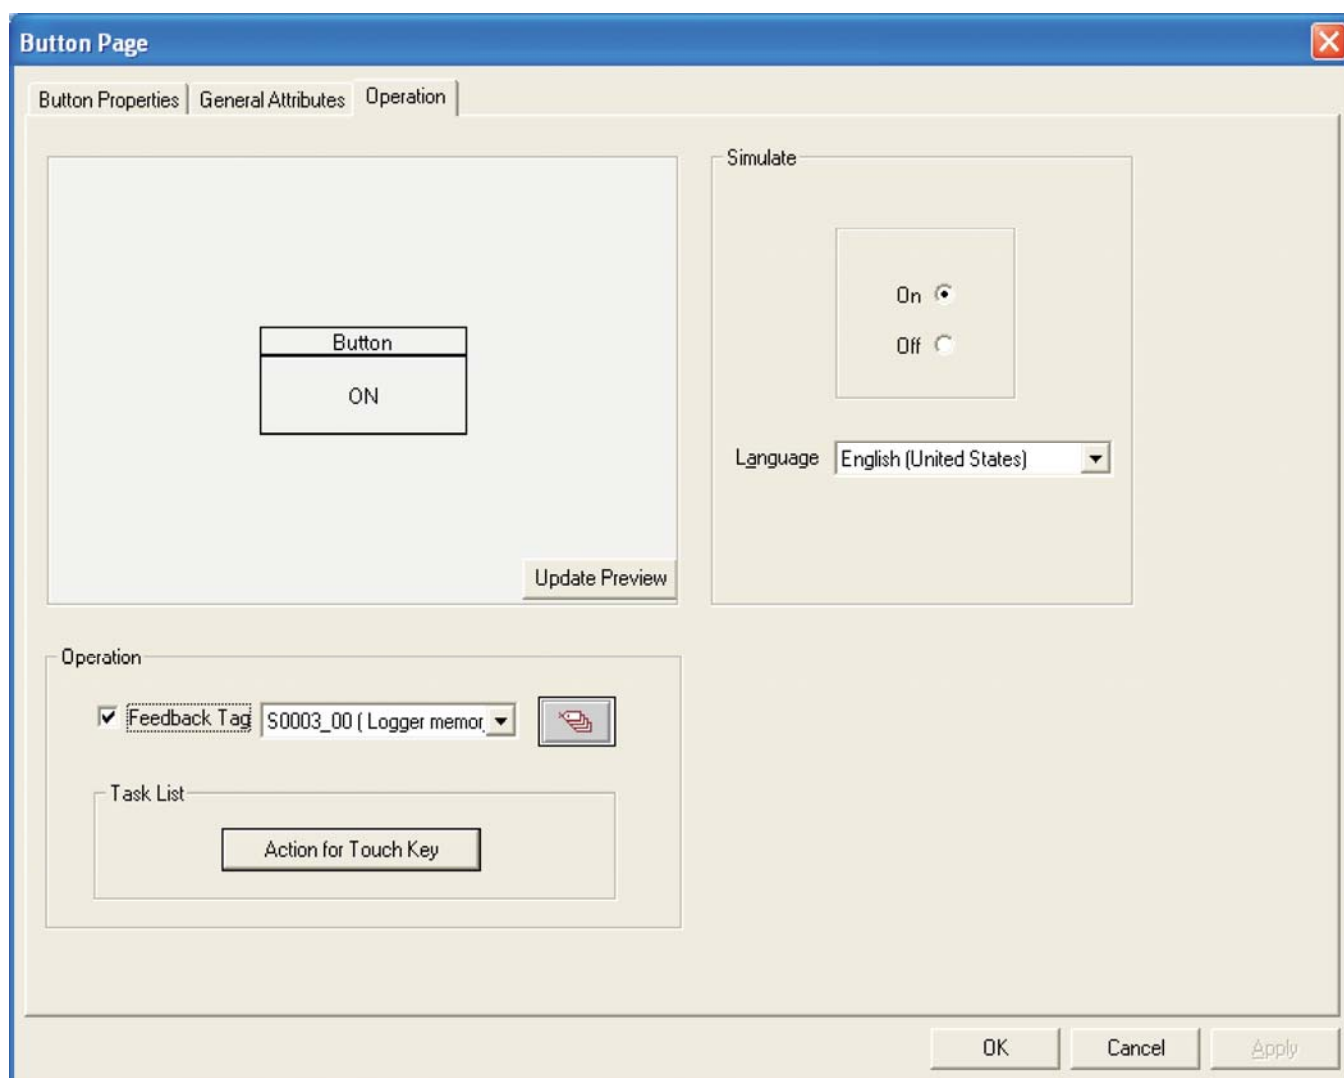 Button Page
Button Properties General Attributes Operation
Button
ON
Update Preview
Simulate
On
Off
Language English (United States)
Operation
Feedback Tag S0003_00 ( Logger memor
Task List
Action for Touch Key
OK Cancel Apply